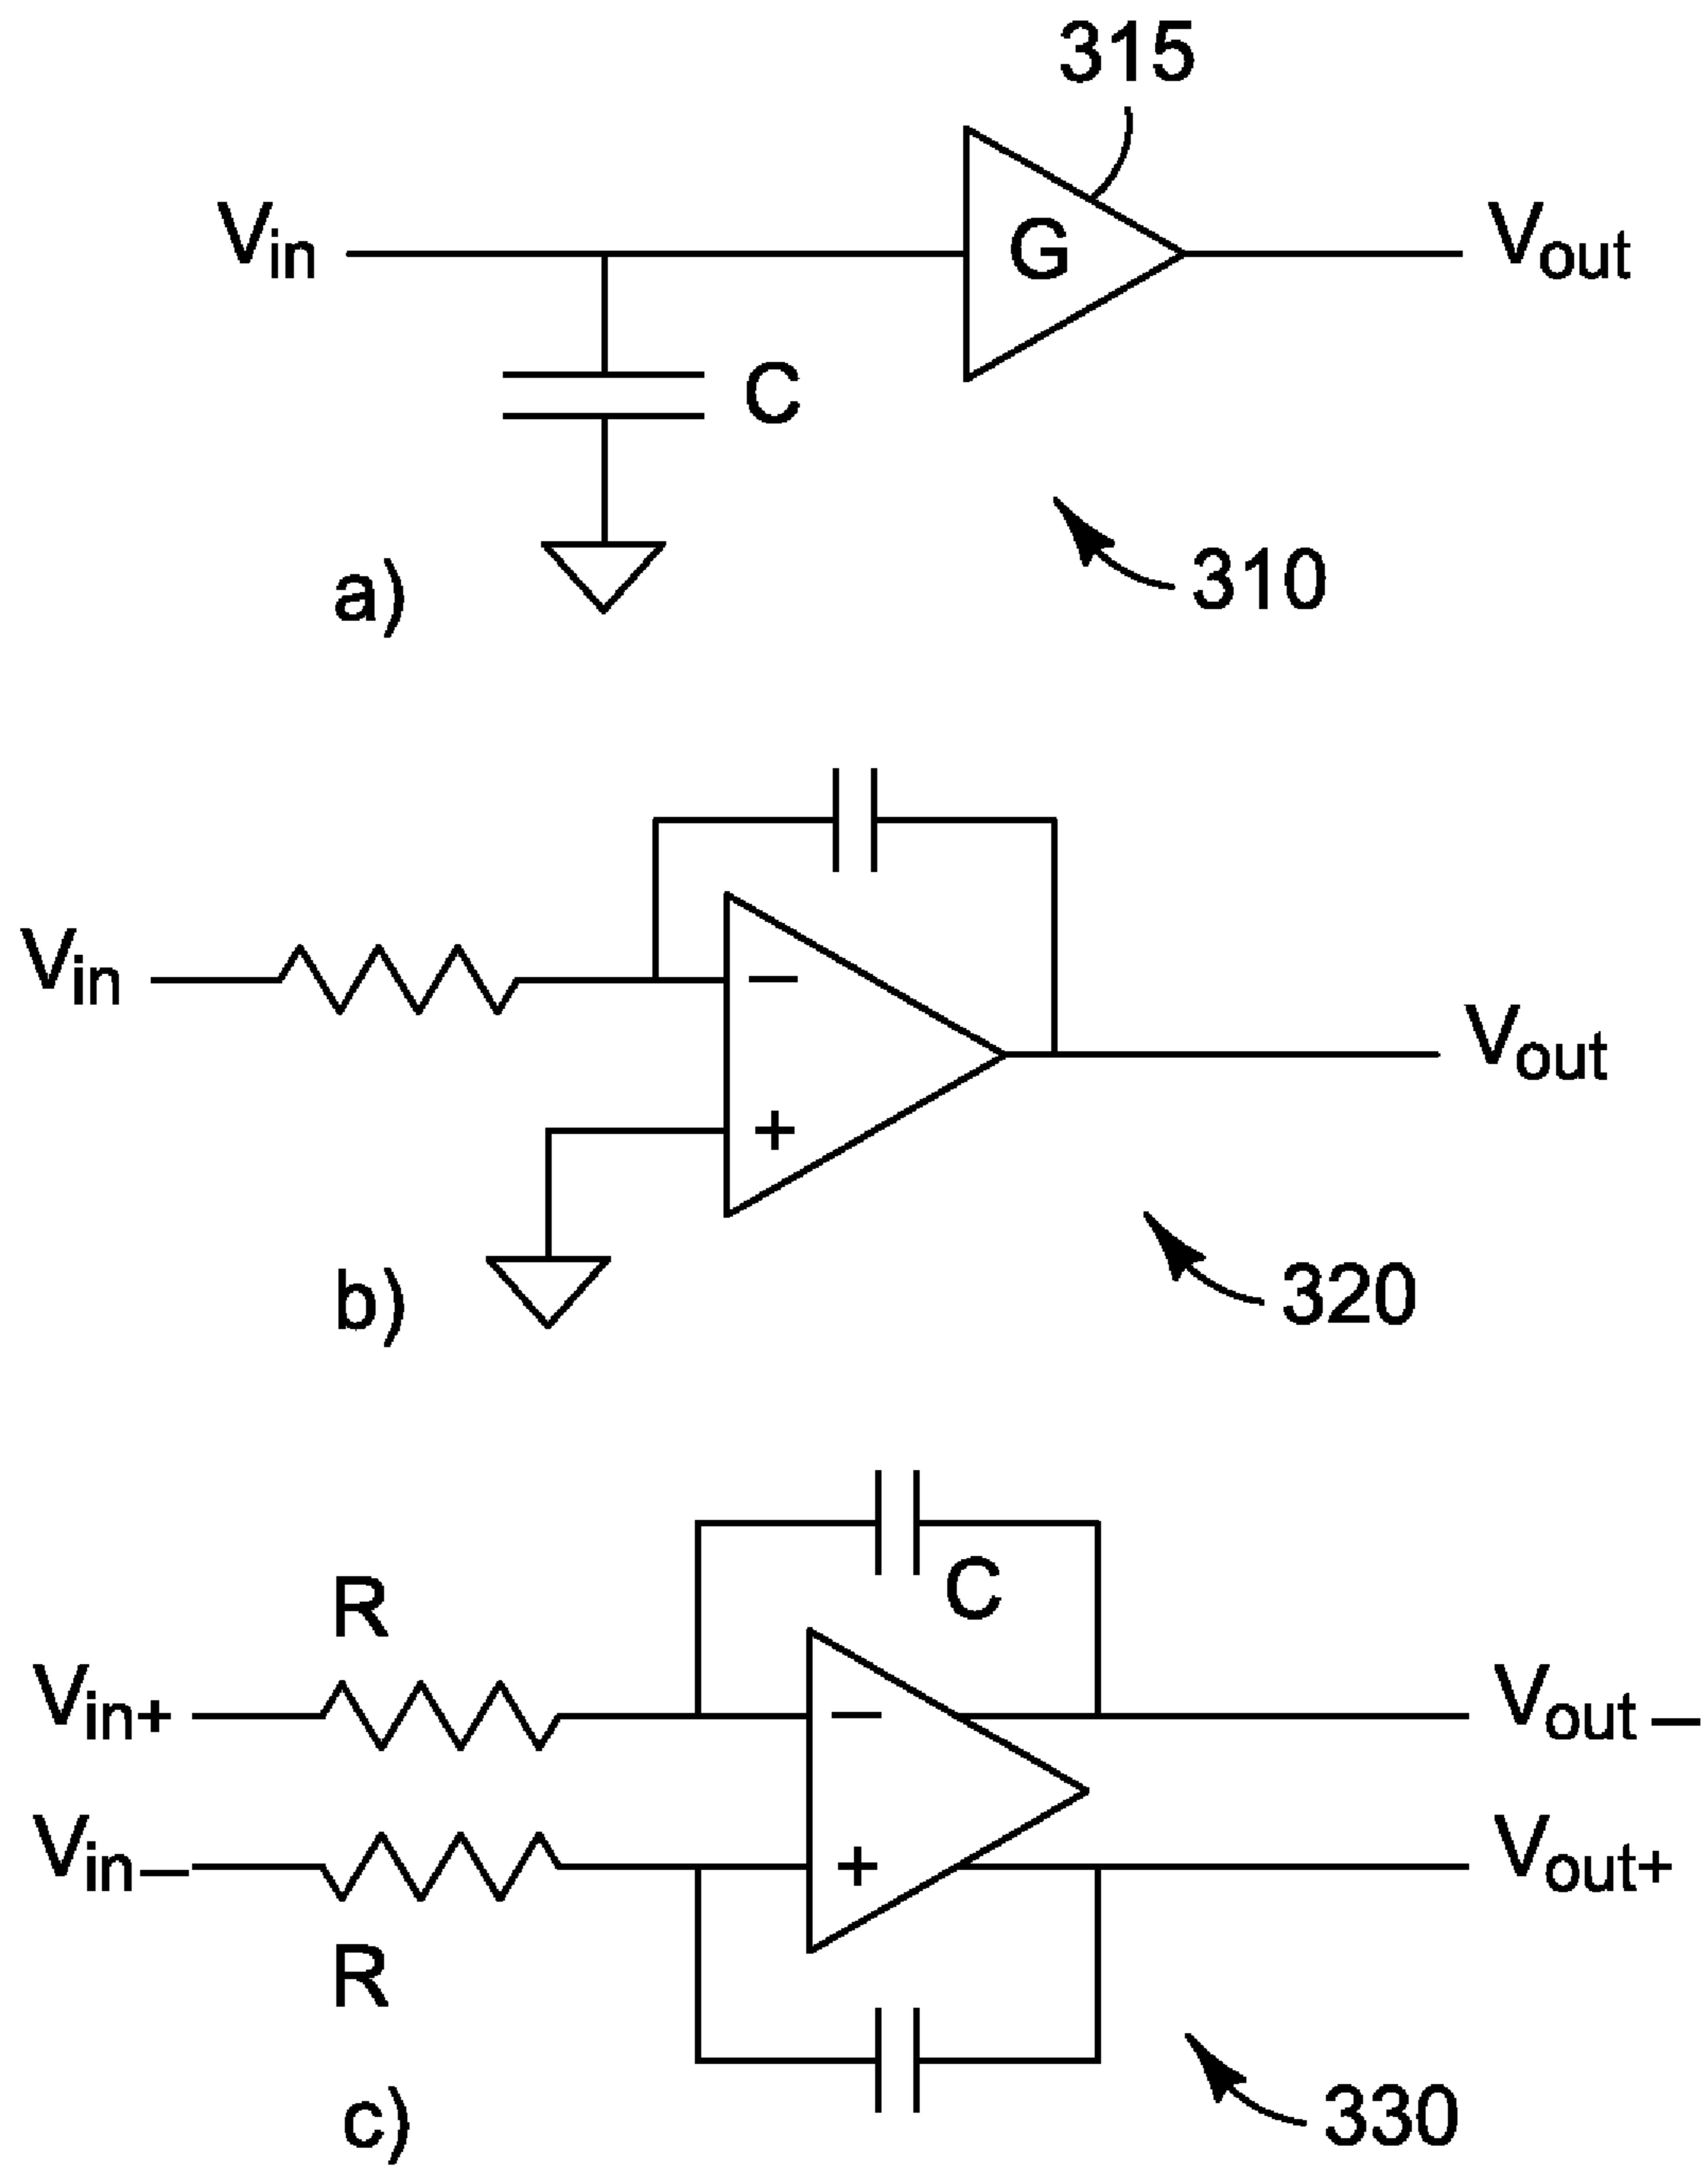 315
Vin
G
Vout
C
a)
310
Vin
−
Vout
+
b)
320
C
R
Vin+
−
Vout−
Vin−
+
Vout+
R
c)
330